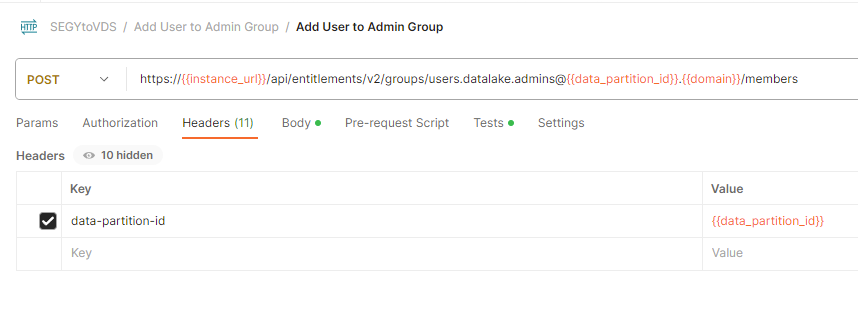 HTTP SEGYtoVDS / Add User to Admin Group / Add User to Admin Group
POST https://{{instance_url}}/api/entitlements/v2/groups/users.datalake.admins@{{data_partition_id}}.{{domain}}/members
Params Authorization Headers (11) Body Pre-request Script Tests Settings
Headers 10 hidden
Key Value
data-partition-id {{data_partition_id}}
Key Value